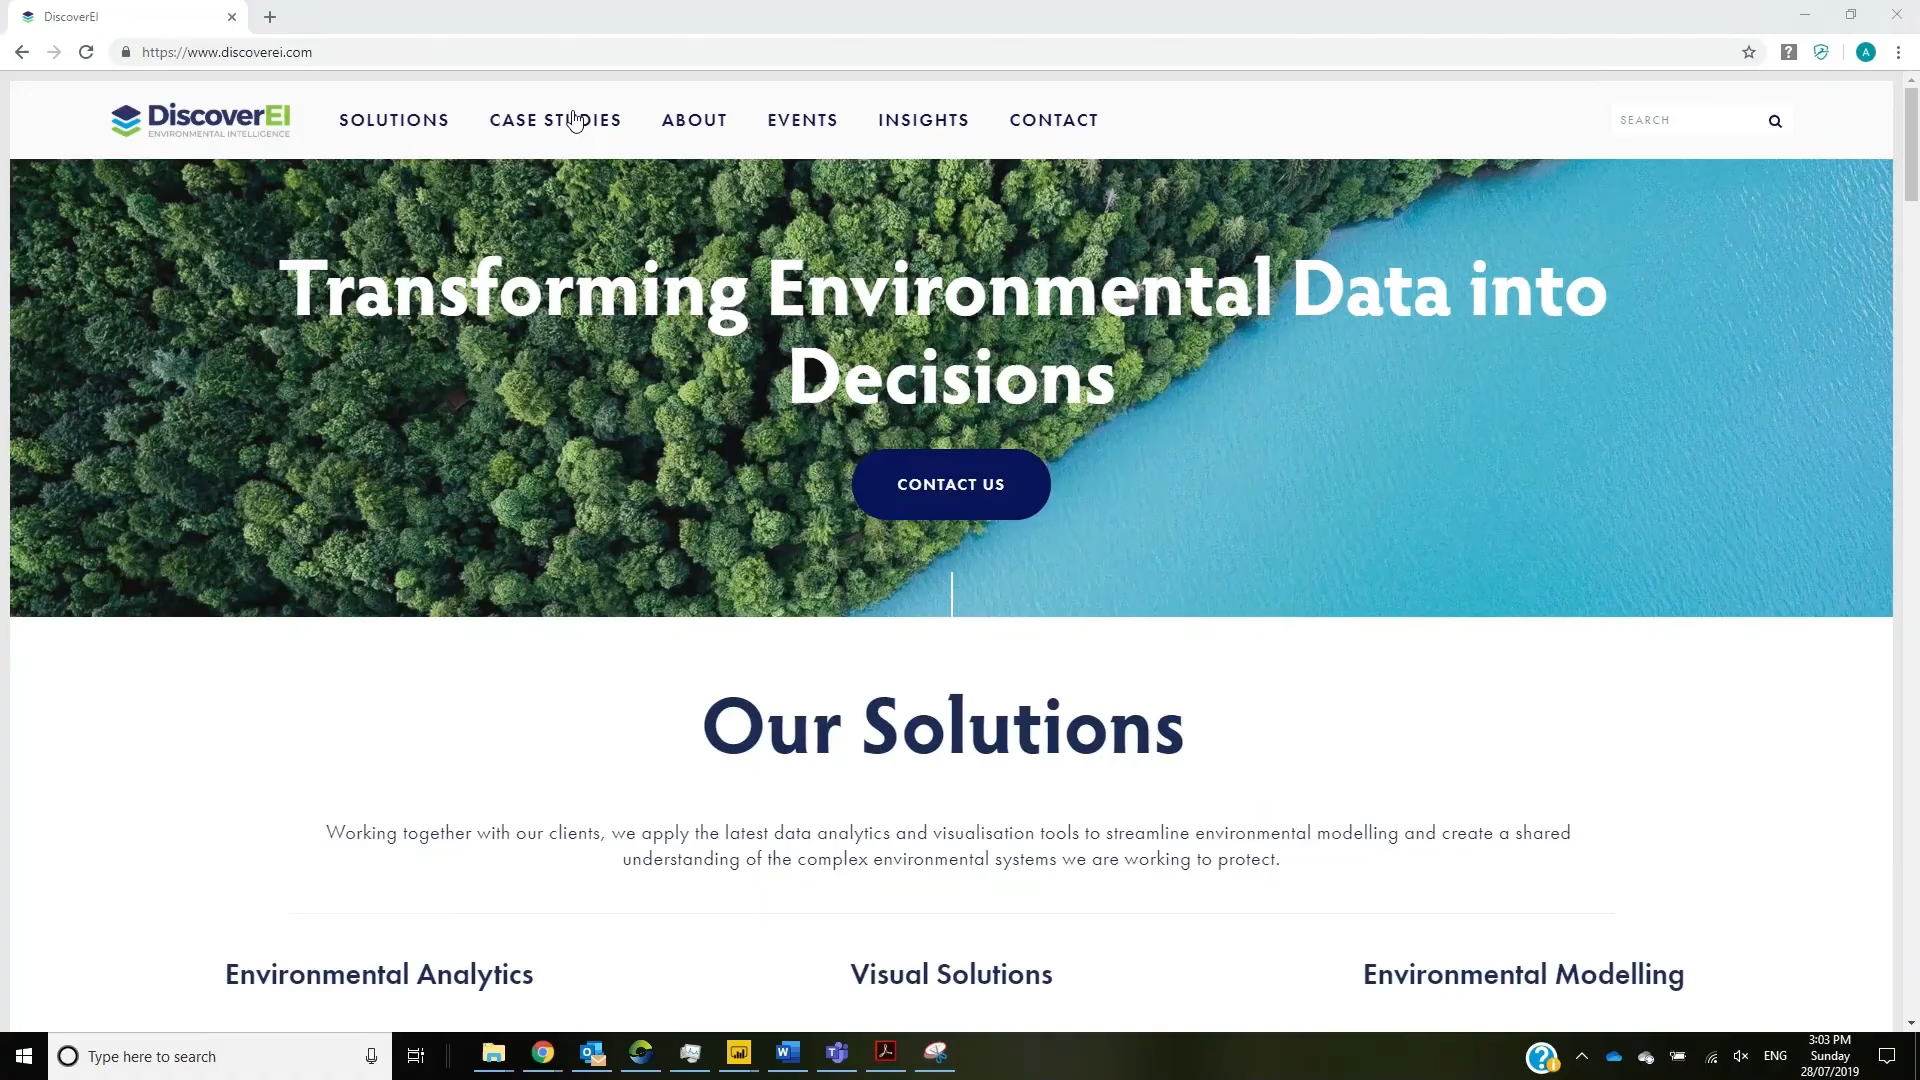 DiscoverEI
https://www.discoverei.com
DiscoverEI
ENVIRONMENTAL INTELLIGENCE
SOLUTIONS
CASE STUDIES
ABOUT
EVENTS
INSIGHTS
CONTACT
SEARCH
Transforming Environmental Data into
Decisions
CONTACT US
Our Solutions
Working together with our clients, we apply the latest data analytics and visualisation tools to streamline environmental modelling and create a shared
understanding of the complex environmental systems we are working to protect.
Environmental Analytics
Visual Solutions
Environmental Modelling
Type here to search
ENG
3:03 PM
Sunday
28/07/2019